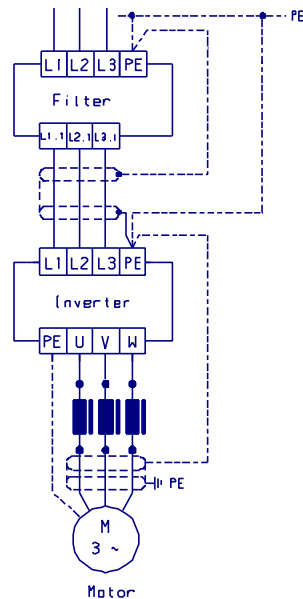 PE
L1 L2 L3 PE
Filter
L1.1 L2.1 L3.1
L1 L2 L3 PE
Inverter
PE U V W
PE
M
3 ~
Motor